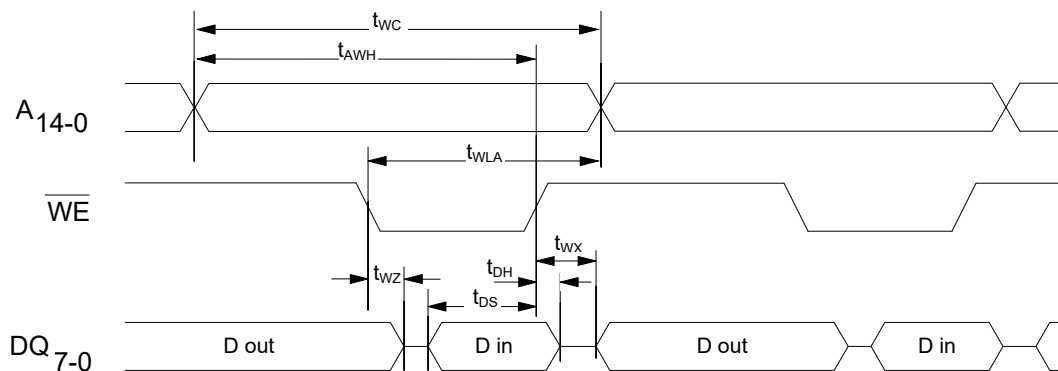 tWC
tAWH
A14-0
tWLA
WE
tWX
tWZ
tDH
tDS
DQ7-0
D out
D in
D out
D in